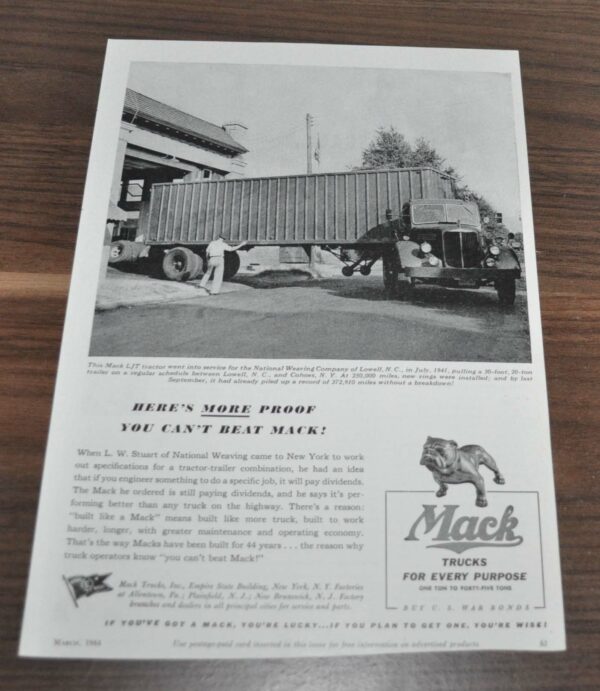 This Mack LJT tractor went into service for the National Weaving Company of Lowell, N. C., in July, 1941, pulling a 30-foot, 20-ton
trailer on a regular schedule between Lowell, N. C., and Cohoes, N. Y. At 250,000 miles, new rings were installed; and by last
September, it had already piled up a record of 372,910 miles without a breakdown!
HERE'S MORE PROOF
YOU CAN'T BEAT MACK!
When L. W. Stuart of National Weaving came to New York to work
out specifications for a tractor-trailer combination, he had an idea
that if you engineer something to do a specific job, it will pay dividends.
The Mack he ordered is still paying dividends, and he says it's per-
forming better than any truck on the highway. There's a reason:
"built like a Mack" means built like more truck, built to work
harder, longer, with greater maintenance and operating economy.
That's the way Macks have been built for 44 years . . . the reason why
truck operators know "you can't beat Mack!"
Mack Trucks, Inc., Empire State Building, New York, N. Y. Factories
at Allentown, Pa.; Plainfield, N. J.; New Brunswick, N. J. Factory
branches and dealers in all principal cities for service and parts.
Mack
TRUCKS
FOR EVERY PURPOSE
ONE TON TO FORTY-FIVE TONS
BUY U. S. WAR BONDS
IF YOU'VE GOT A MACK, YOU'RE LUCKY...IF YOU PLAN TO GET ONE, YOU'RE WISE!
March, 1944
Use postage-paid card inserted in this issue for free information on advertised products
61